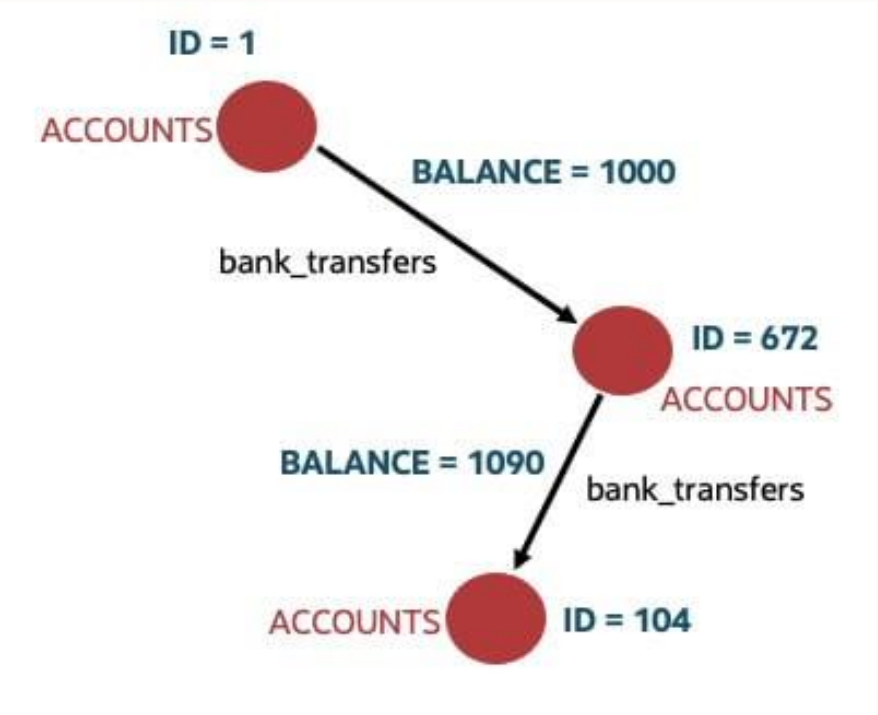 ID = 1
ACCOUNTS
BALANCE = 1000
bank_transfers
ID = 672
ACCOUNTS
BALANCE = 1090
bank_transfers
ACCOUNTS
ID = 104